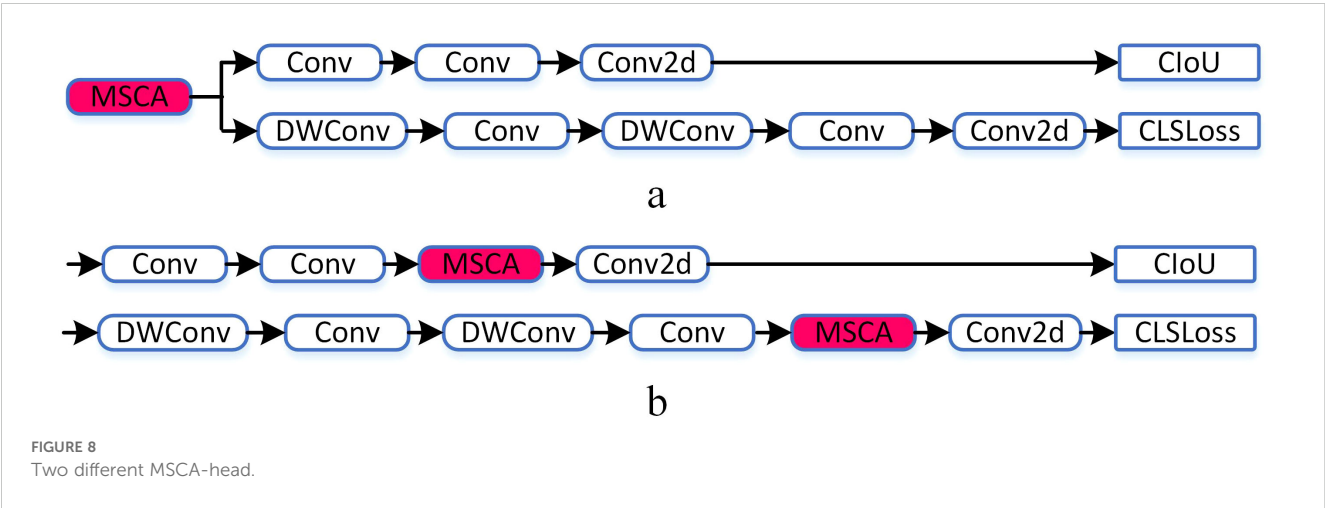 Conv Conv Conv2d CIoU
MSCA
DWConv Conv DWConv Conv Conv2d CLSLoss
a
Conv Conv MSCA Conv2d CIoU
DWConv Conv DWConv Conv MSCA Conv2d CLSLoss
b
FIGURE 8
Two different MSCA-head.